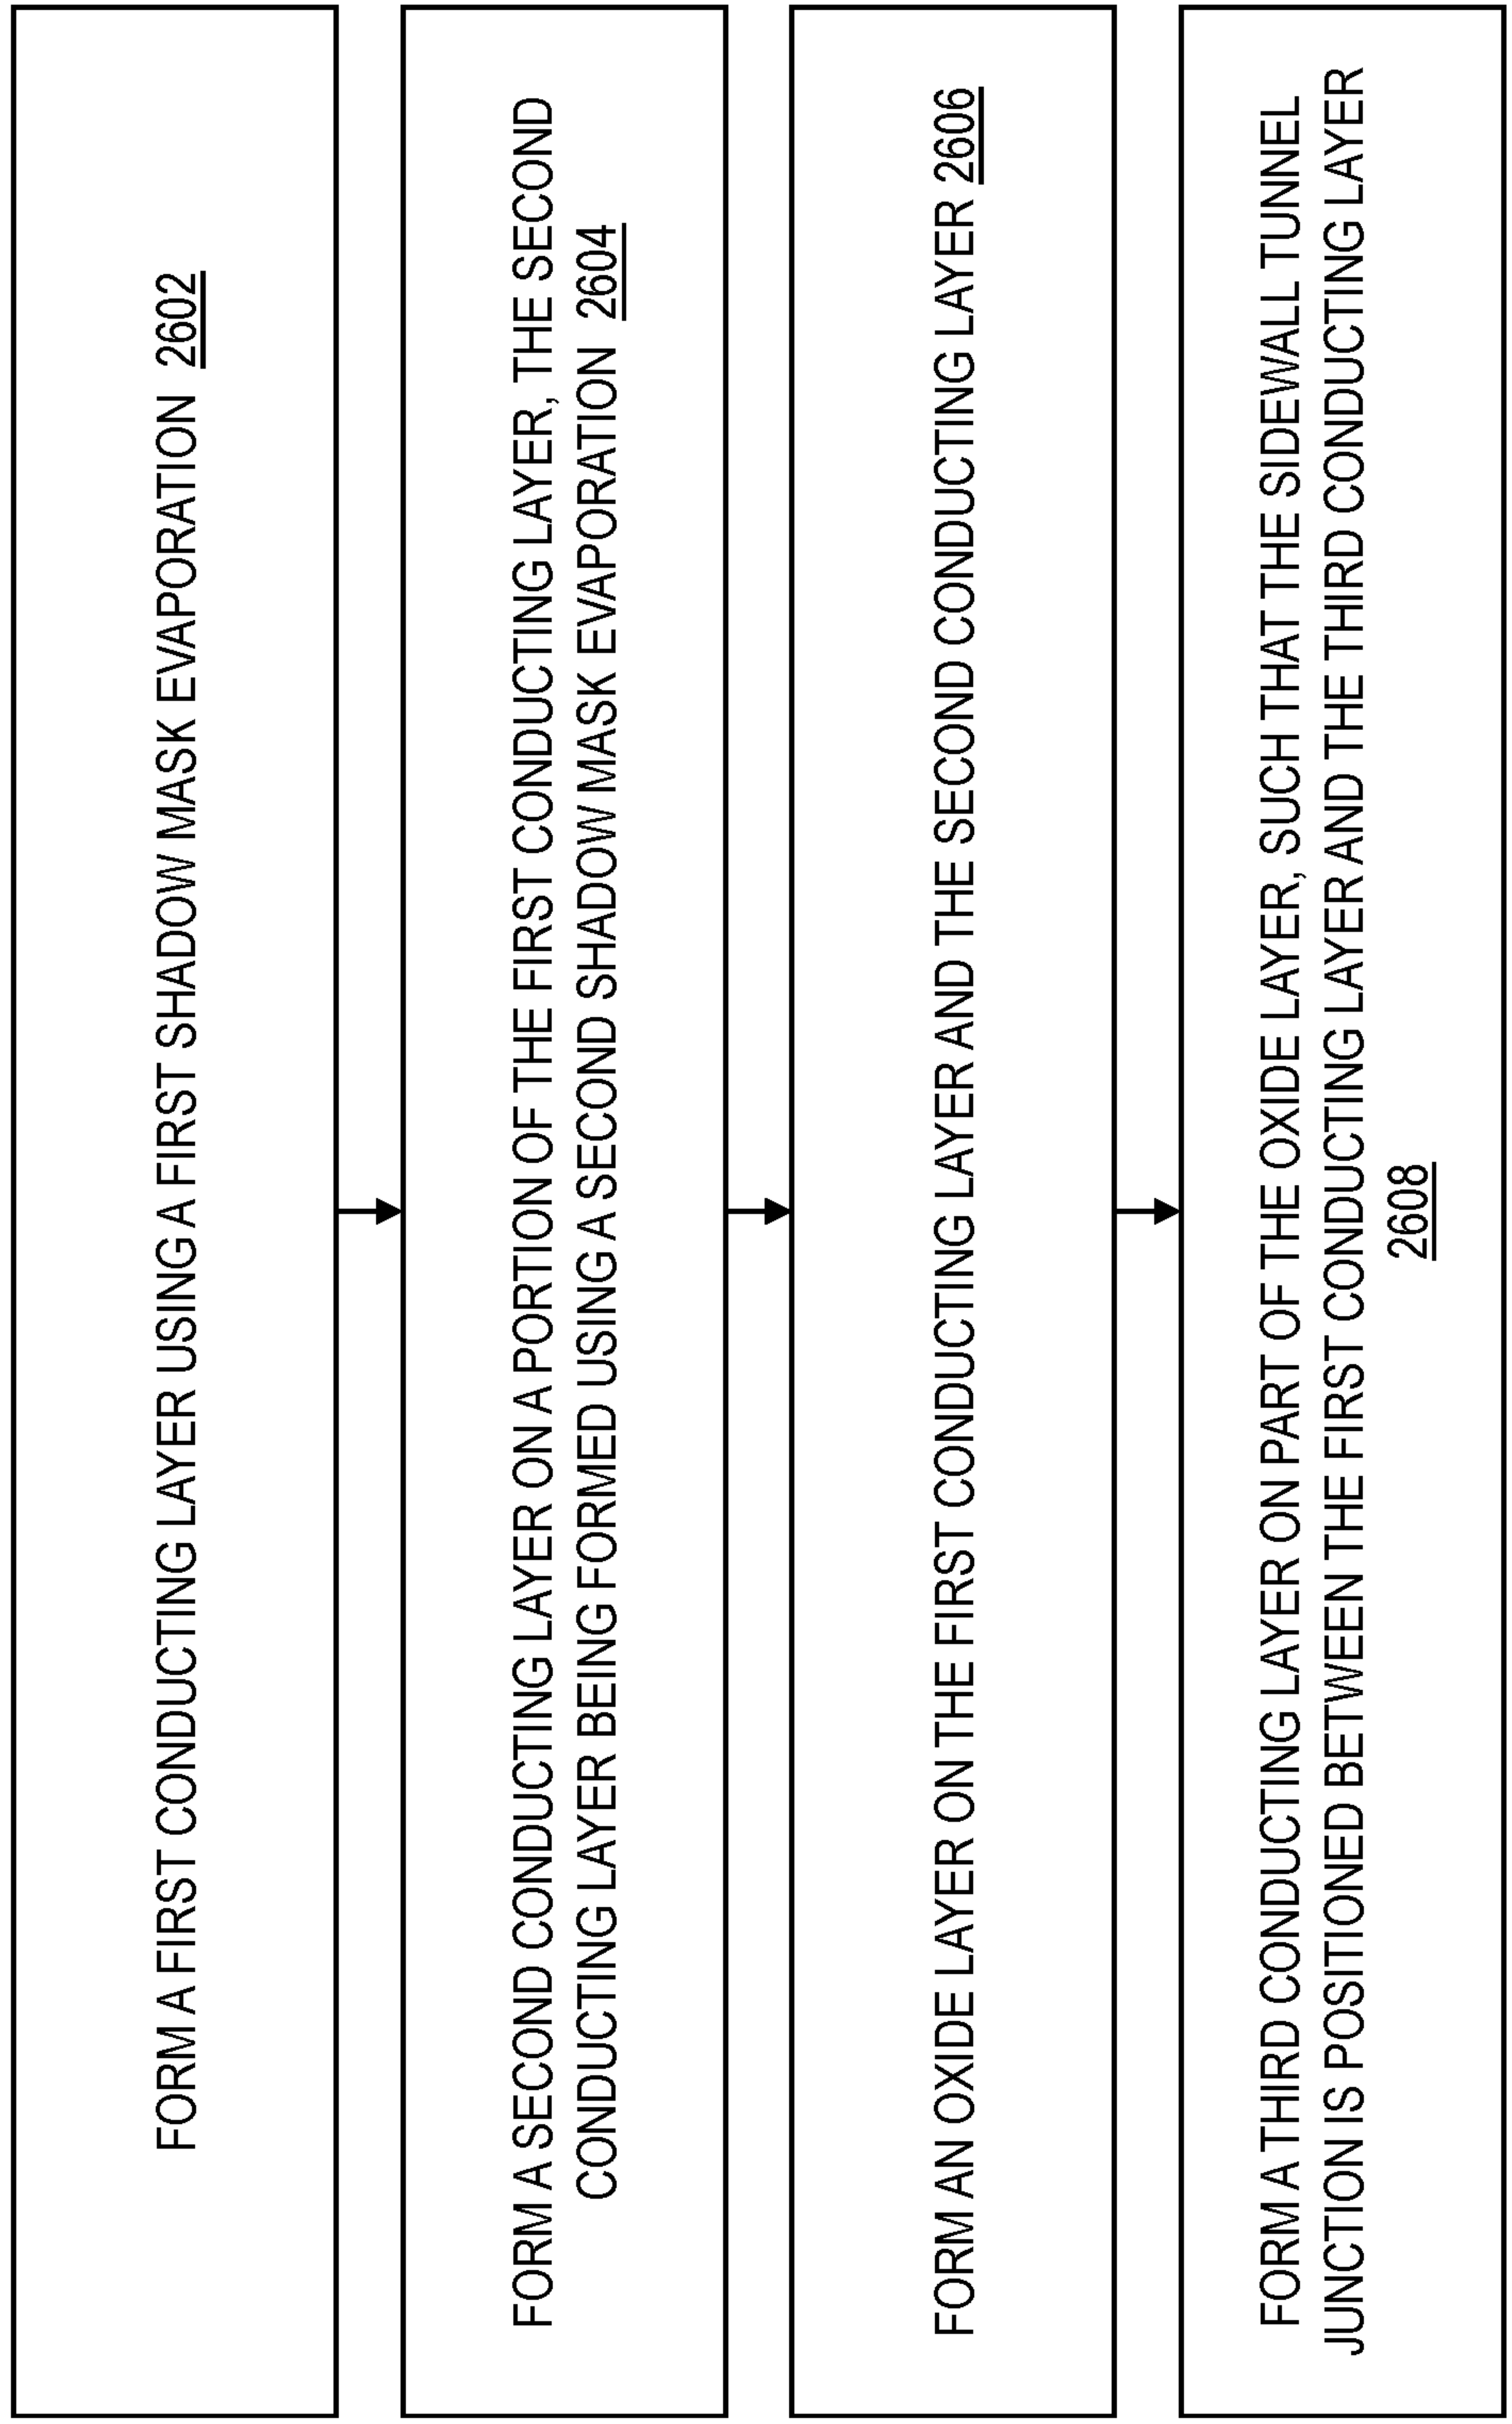 FORM A FIRST CONDUCTING LAYER USING A FIRST SHADOW MASK EVAPORATION 2602
FORM A SECOND CONDUCTING LAYER ON A PORTION OF THE FIRST CONDUCTING LAYER, THE SECOND
CONDUCTING LAYER BEING FORMED USING A SECOND SHADOW MASK EVAPORATION 2604
FORM AN OXIDE LAYER ON THE FIRST CONDUCTING LAYER AND THE SECOND CONDUCTING LAYER 2606
FORM A THIRD CONDUCTING LAYER ON PART OF THE OXIDE LAYER, SUCH THAT THE SIDEWALL TUNNEL
JUNCTION IS POSITIONED BETWEEN THE FIRST CONDUCTING LAYER AND THE THIRD CONDUCTING LAYER
2608